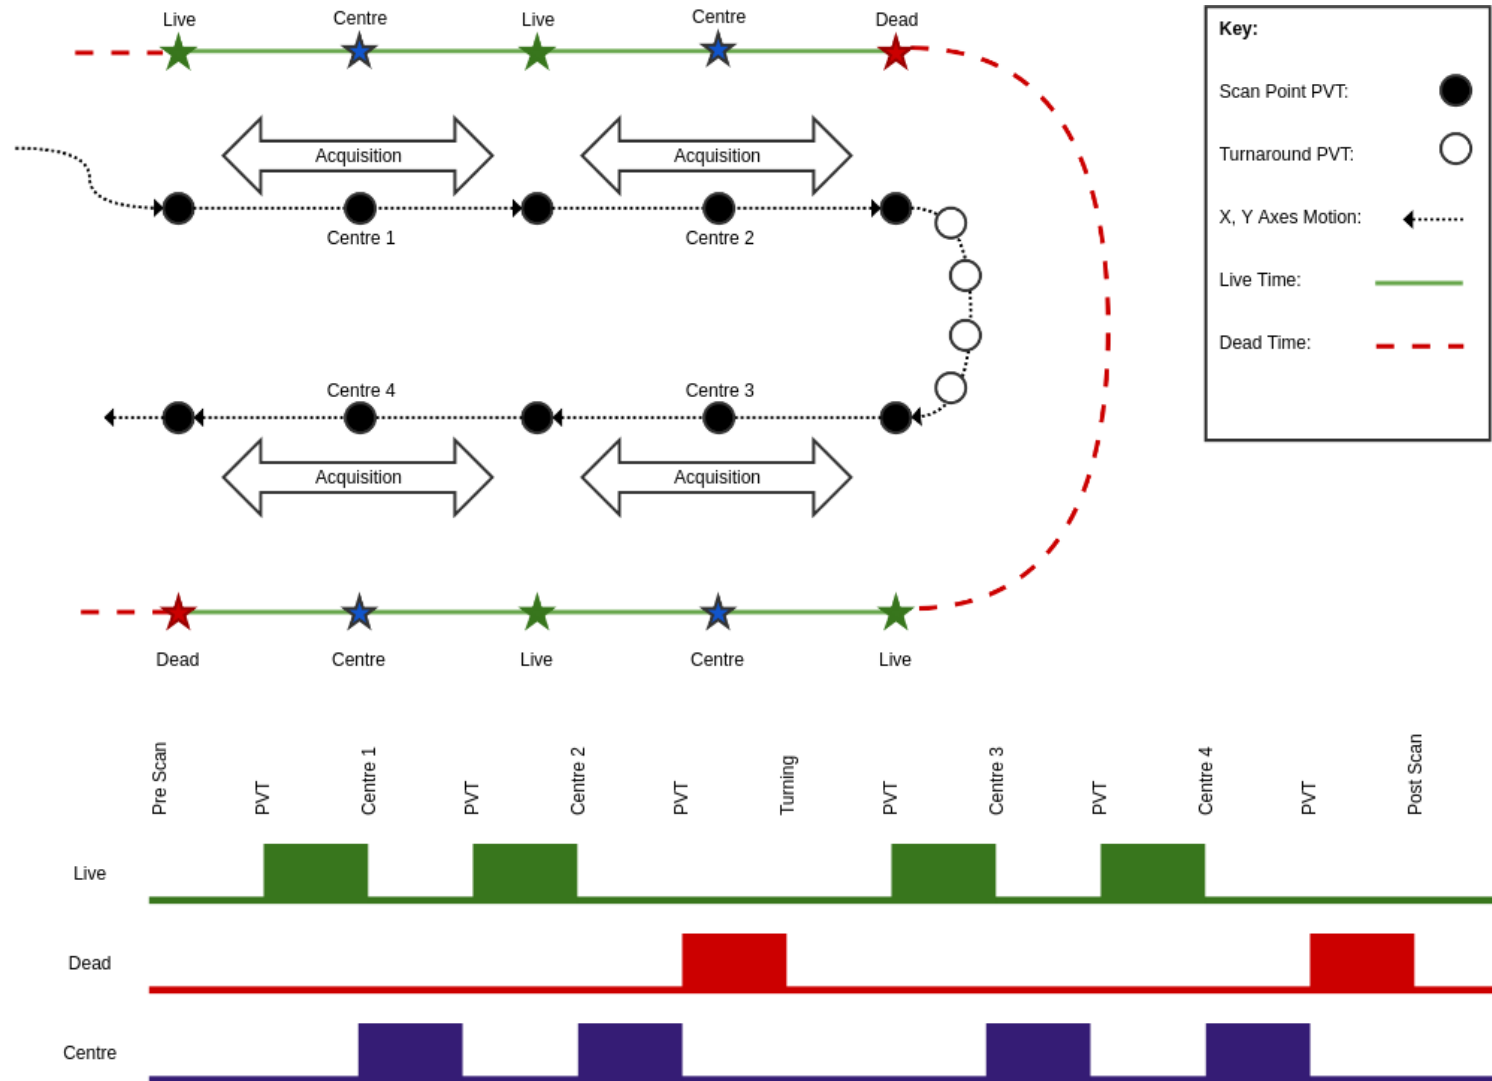 Live
Centre
Live
Centre
Dead
Key:
Scan Point PVT:
Turnaround PVT:
X, Y Axes Motion:
Live Time:
Dead Time:
Acquisition
Acquisition
Centre 1
Centre 2
Centre 4
Centre 3
Acquisition
Acquisition
Dead
Centre
Live
Centre
Live
Pre Scan
PVT
Centre 1
PVT
Centre 2
PVT
Turning
PVT
Centre 3
PVT
Centre 4
PVT
Post Scan
Live
Dead
Centre